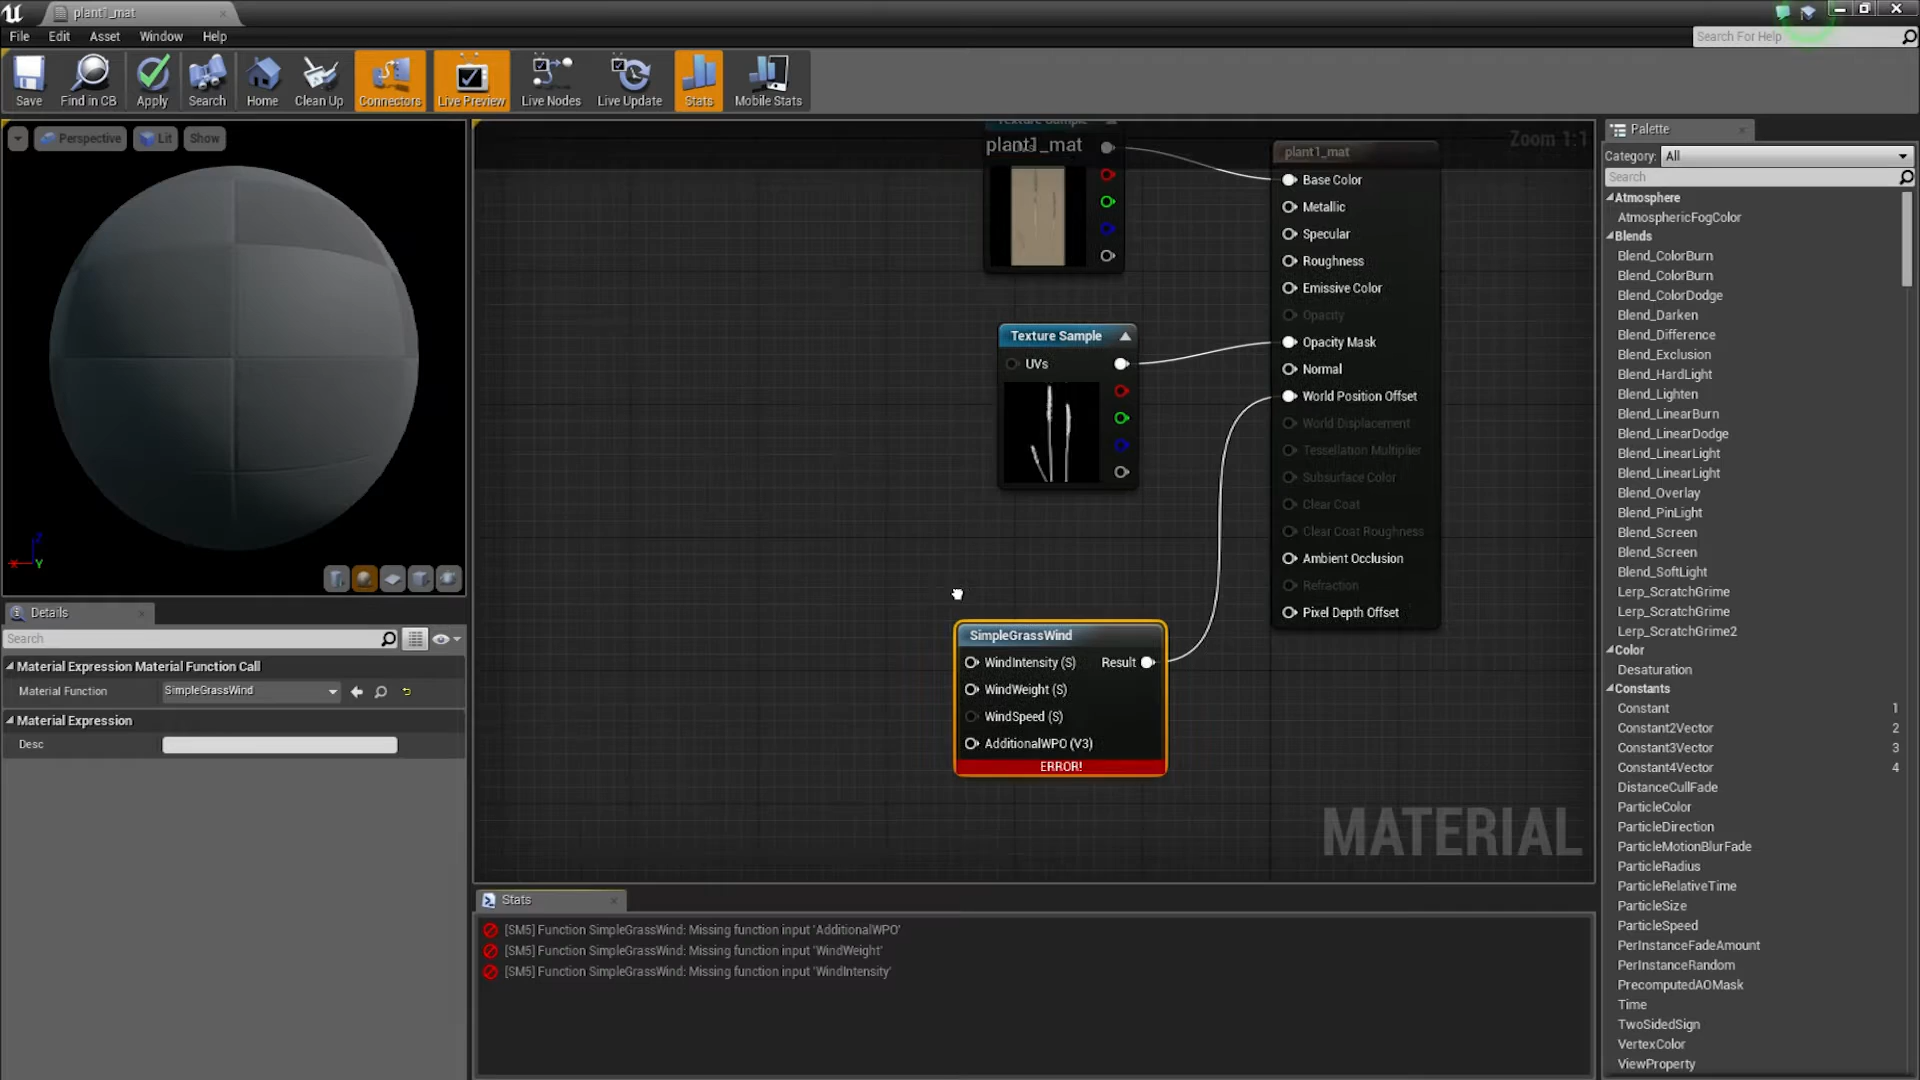 plant1_mat
File Edit Asset Window Help
Search For Help
Save Find in CB Apply Search Home Clean Up Connectors Live Preview Live Nodes Live Update Stats Mobile Stats
Perspective Lit Show
Z
X Y
Details
Search
Material Expression Material Function Call
Material Function SimpleGrassWind
Material Expression
Desc
Texture Sample
plant1_mat
Zoom 1:1
Texture Sample
UVs
plant1_mat
Base Color
Metallic
Specular
Roughness
Emissive Color
Opacity
Opacity Mask
Normal
World Position Offset
World Displacement
Tessellation Multiplier
Subsurface Color
Clear Coat
Clear Coat Roughness
Ambient Occlusion
Refraction
Pixel Depth Offset
SimpleGrassWind
WindIntensity (S) Result
WindWeight (S)
WindSpeed (S)
AdditionalWPO (V3)
ERROR!
MATERIAL
Stats
[SM5] Function SimpleGrassWind: Missing function input 'AdditionalWPO'
[SM5] Function SimpleGrassWind: Missing function input 'WindWeight'
[SM5] Function SimpleGrassWind: Missing function input 'WindIntensity'
Palette
Category: All
Search
Atmosphere
AtmosphericFogColor
Blends
Blend_ColorBurn
Blend_ColorBurn
Blend_ColorDodge
Blend_Darken
Blend_Difference
Blend_Exclusion
Blend_HardLight
Blend_Lighten
Blend_LinearBurn
Blend_LinearDodge
Blend_LinearLight
Blend_LinearLight
Blend_Overlay
Blend_PinLight
Blend_Screen
Blend_Screen
Blend_SoftLight
Lerp_ScratchGrime
Lerp_ScratchGrime
Lerp_ScratchGrime2
Color
Desaturation
Constants
Constant 1
Constant2Vector 2
Constant3Vector 3
Constant4Vector 4
DistanceCullFade
ParticleColor
ParticleDirection
ParticleMotionBlurFade
ParticleRadius
ParticleRelativeTime
ParticleSize
ParticleSpeed
PerInstanceFadeAmount
PerInstanceRandom
PrecomputedAOMask
Time
TwoSidedSign
VertexColor
ViewProperty